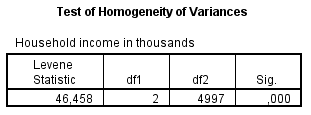 Test of Homogeneity of Variances
Household income in thousands
Levene
Statistic df1 df2 Sig.
46,458 2 4997 ,000